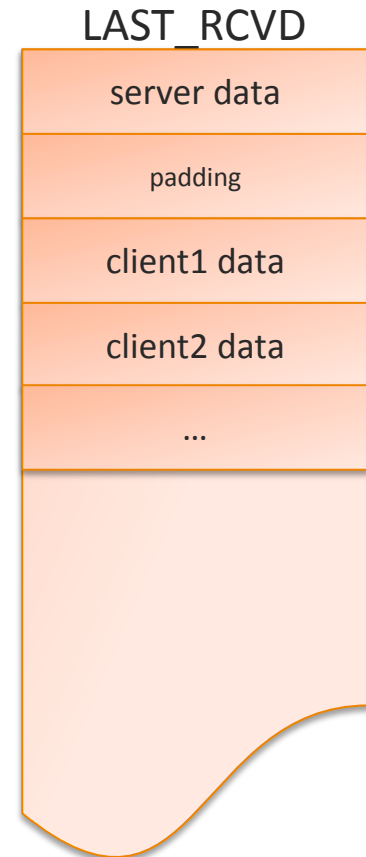 LAST_RCVD
server data
padding
client1 data
client2 data
...